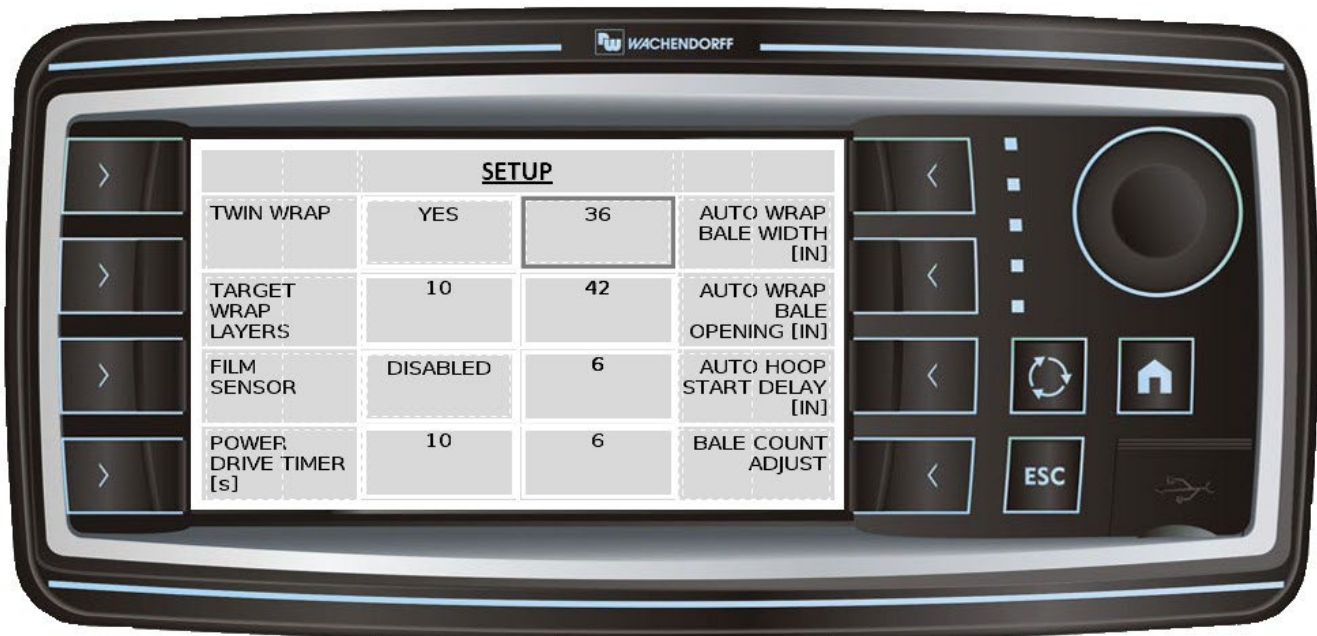 WACHENDORFF
SETUP
TWIN WRAP
YES
36
AUTO WRAP
BALE WIDTH
[IN]
TARGET
WRAP
LAYERS
10
42
AUTO WRAP
BALE
OPENING [IN]
FILM
SENSOR
DISABLED
6
AUTO HOOP
START DELAY
[IN]
POWER
DRIVE TIMER
[s]
10
6
BALE COUNT
ADJUST
ESC